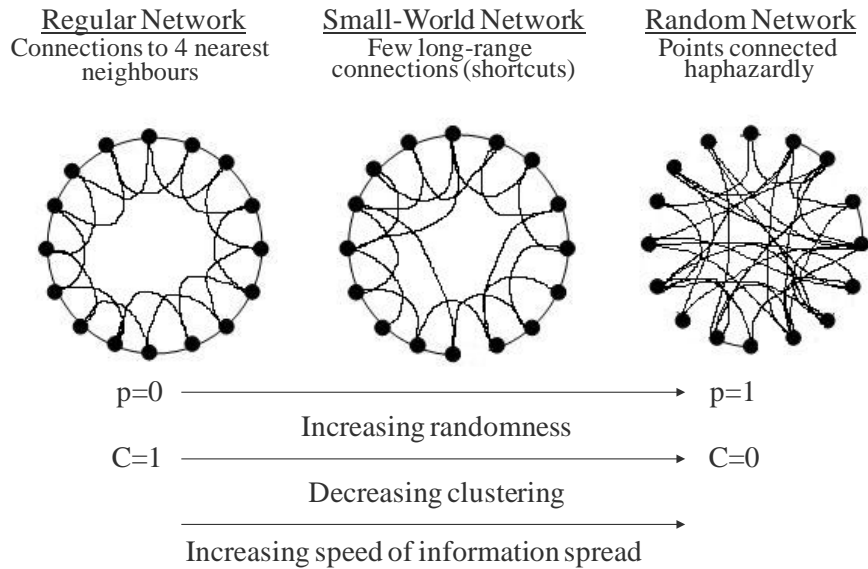 Regular Network
Connections to 4 nearest
neighbours
Small-World Network
Few long-range
connections (shortcuts)
Random Network
Points connected
haphazardly
p=0
p=1
Increasing randomness
C=1
C=0
Decreasing clustering
Increasing speed of information spread